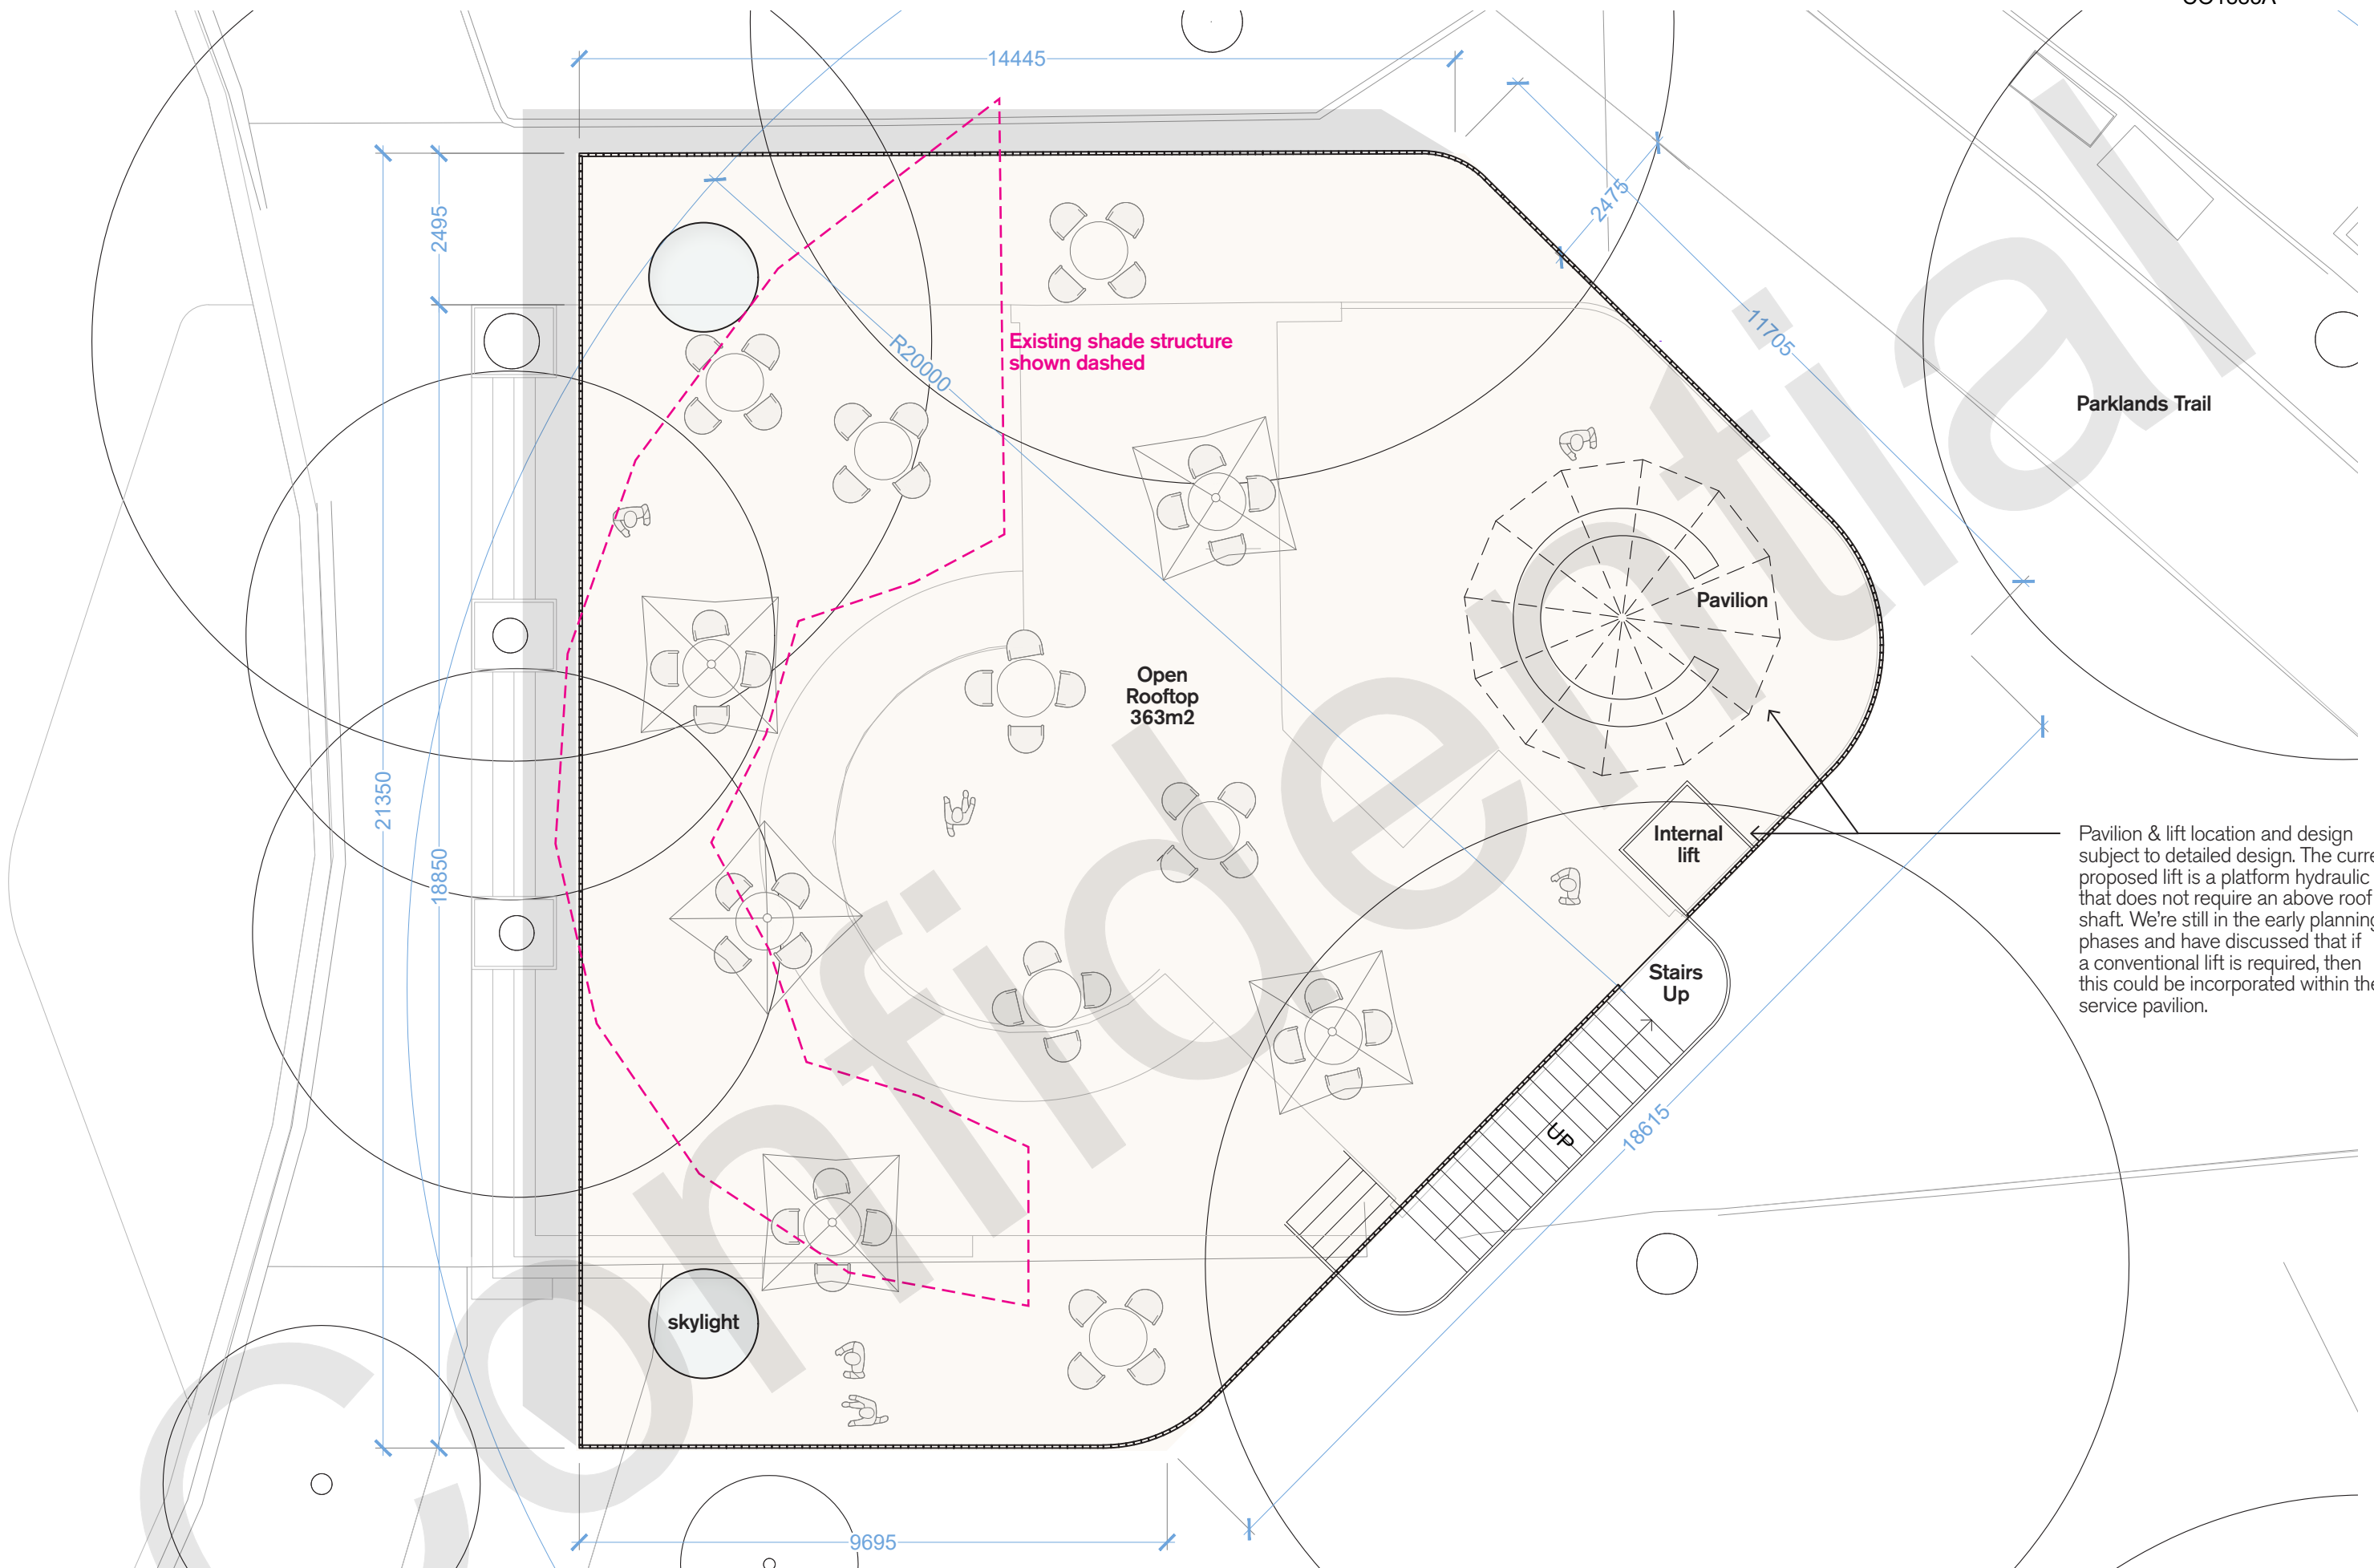 14445
2475
2495
11705
R20000
Existing shade structure
shown dashed
Parklands Trail
Pavilion
Open
Rooftop
363m2
21350
18850
Internal
lift
Pavilion & lift location and design
subject to detailed design. The curre
proposed lift is a platform hydraulic
that does not require an above roof
shaft. We're still in the early planning
phases and have discussed that if
a conventional lift is required, then
this could be incorporated within the
service pavilion.
Stairs
Up
UP
18615
skylight
9695
Confidential